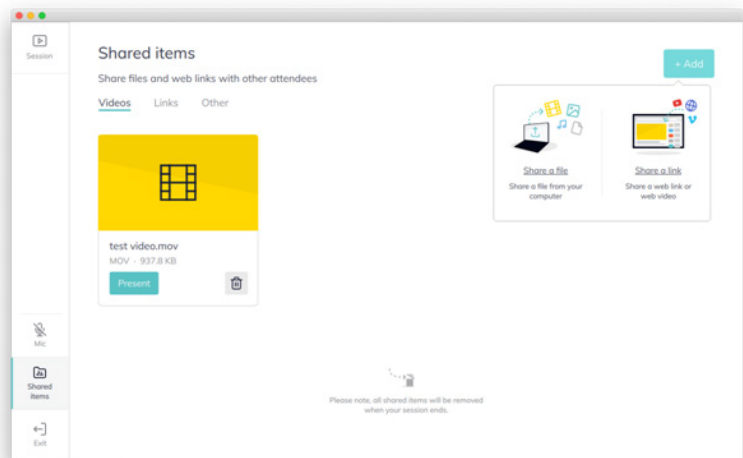 Session
Shared items
+ Add
Share files and web links with other attendees
Videos Links Other
Share a file
Share a file from your
computer
Share a link
Share a web link or
web video
test video.mov
MOV - 937.8 KB
Present
Mic
Shared
items
Please note, all shared items will be removed
when your session ends.
Exit